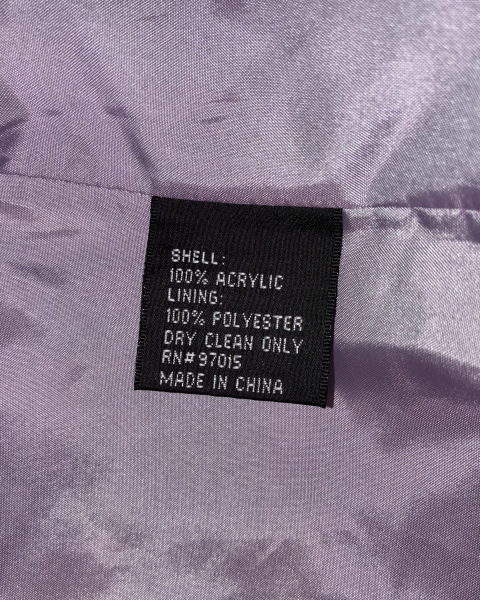 SHELL:
100% ACRYLIC
LINING:
100% POLYESTER
DRY CLEAN ONLY
RN#97015
MADE IN CHINA